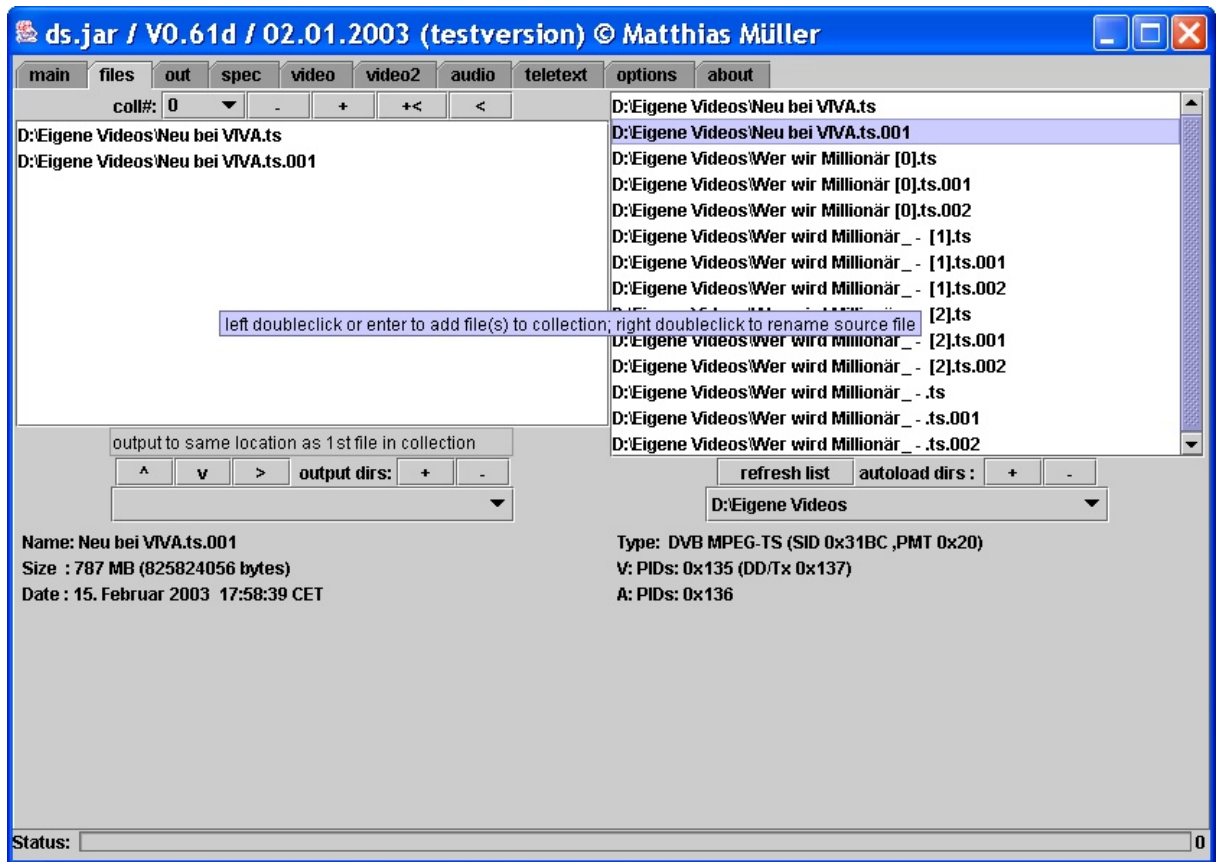 ds.jar / V0.61d / 02.01.2003 (testversion) © Matthias Müller
main files out spec video video2 audio teletext options about
coll#: 0 - + +< <
D:\Eigene Videos\Neu bei VIVA.ts
D:\Eigene Videos\Neu bei VIVA.ts.001
D:\Eigene Videos\Neu bei VIVA.ts
D:\Eigene Videos\Neu bei VIVA.ts.001
D:\Eigene Videos\Wer wir Millionär [0].ts
D:\Eigene Videos\Wer wir Millionär [0].ts.001
D:\Eigene Videos\Wer wir Millionär [0].ts.002
D:\Eigene Videos\Wer wird Millionär_ - [1].ts
D:\Eigene Videos\Wer wird Millionär_ - [1].ts.001
D:\Eigene Videos\Wer wird Millionär_ - [1].ts.002
[2].ts
left doubleclick or enter to add file(s) to collection; right doubleclick to rename source file
D:\Eigene Videos\Wer wird Millionär_ - [2].ts.001
D:\Eigene Videos\Wer wird Millionär_ - [2].ts.002
D:\Eigene Videos\Wer wird Millionär_ - .ts
D:\Eigene Videos\Wer wird Millionär_ - .ts.001
D:\Eigene Videos\Wer wird Millionär_ - .ts.002
output to same location as 1st file in collection
^ v > output dirs: + -
refresh list autoload dirs : + -
D:\Eigene Videos
Name: Neu bei VIVA.ts.001
Size : 787 MB (825824056 bytes)
Date : 15. Februar 2003 17:58:39 CET
Type: DVB MPEG-TS (SID 0x31BC ,PMT 0x20)
V: PIDs: 0x135 (DD/Tx 0x137)
A: PIDs: 0x136
Status: 0